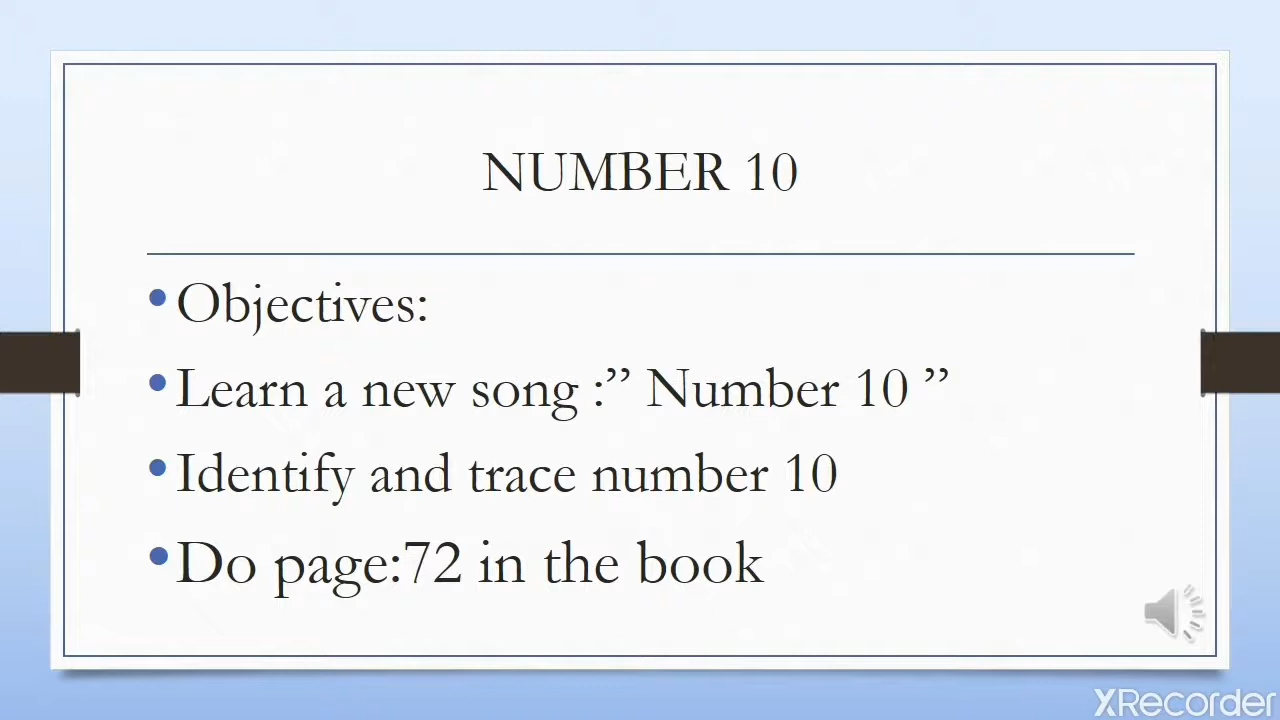 NUMBER 10
• Objectives:
• Learn a new song :” Number 10 ”
• Identify and trace number 10
• Do page:72 in the book
XRecorder